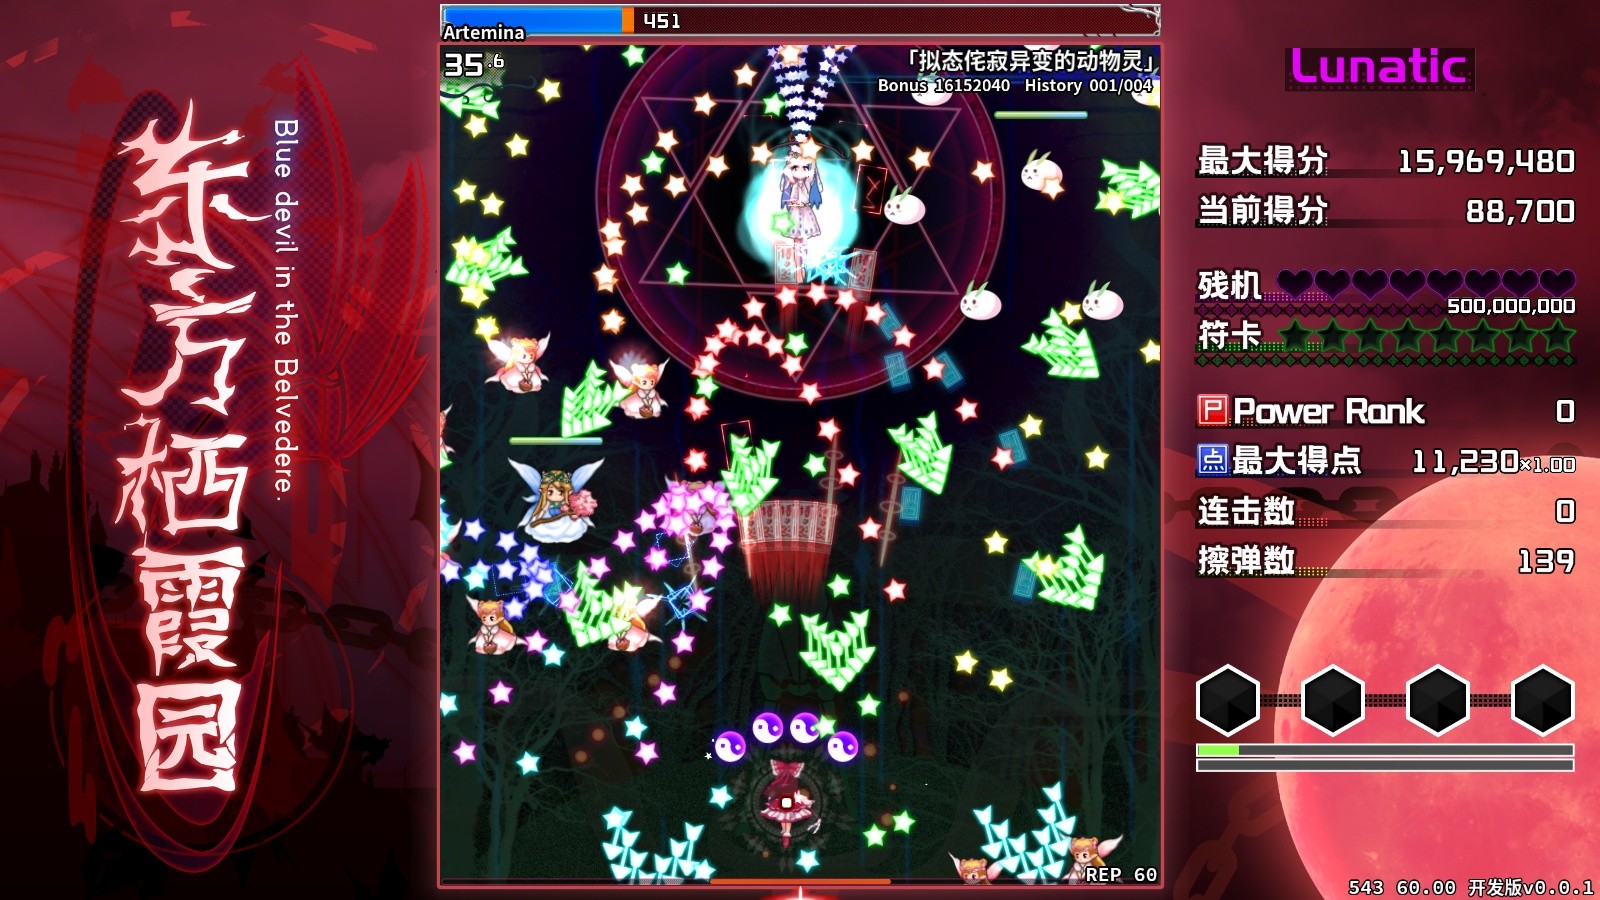 东方栖霞园
Blue devil in the Belvedere.
451
Artemina
35.6
「拟态侘寂异变的动物灵」
Bonus 16152040 History 001/004
REP 60
Lunatic
最大得分 15,969,480
当前得分 88,700
残机
500,000,000
符卡
P Power Rank 0
点 最大得点 11,230×1.00
连击数 0
擦弹数 139
543 60.00 开发版v0.0.1